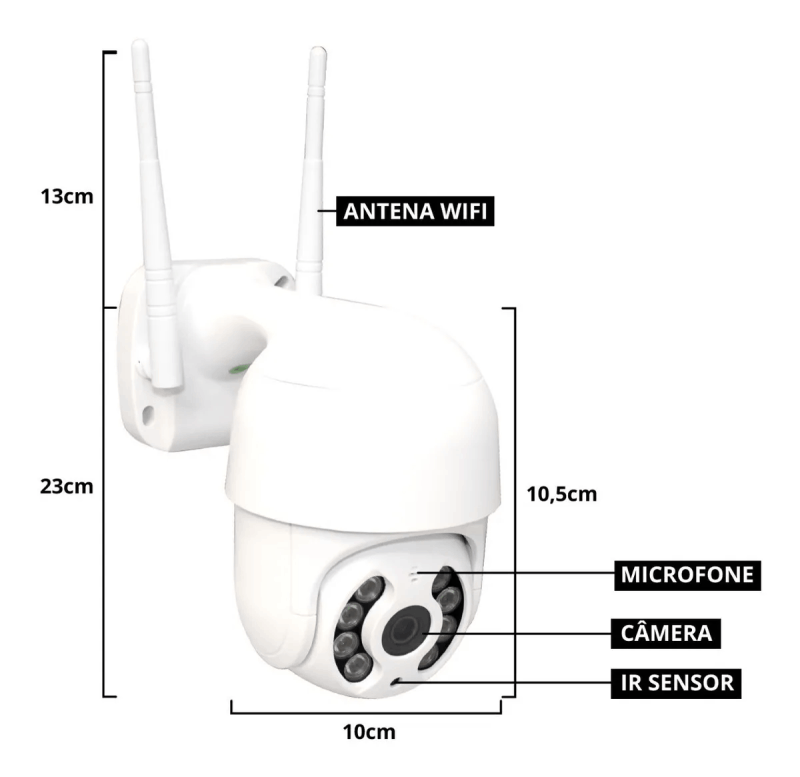 13cm
ANTENA WIFI
23cm
10,5cm
MICROFONE
CÂMERA
IR SENSOR
10cm